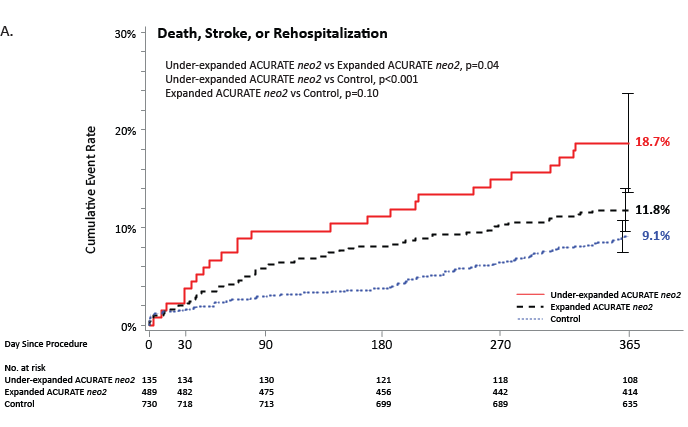 A.
Death, Stroke, or Rehospitalization
Under-expanded ACURATE neo2 vs Expanded ACURATE neo2, p=0.04
Under-expanded ACURATE neo2 vs Control, p<0.001
Expanded ACURATE neo2 vs Control, p=0.10
Cumulative Event Rate
30%
20%
10%
0%
18.7%
11.8%
9.1%
Under-expanded ACURATE neo2
Expanded ACURATE neo2
Control
Day Since Procedure 0 30 90 180 270 365
No. at risk
Under-expanded ACURATE neo2 135 134 130 121 118 108
Expanded ACURATE neo2 489 482 475 456 442 414
Control 730 718 713 699 689 635